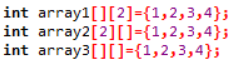 int array1[][2]={1,2,3,4};
int array2[2][]={1,2,3,4};
int array3[][]={1,2,3,4};